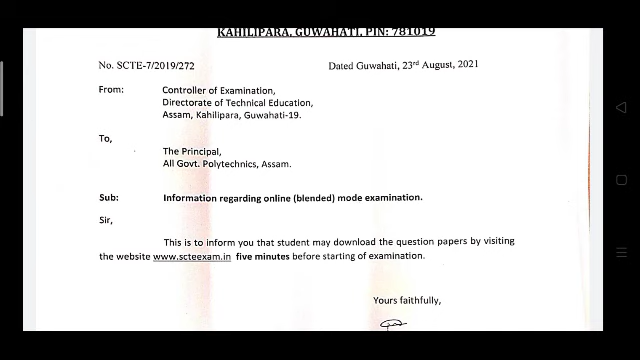 KAHILIPARA, GUWAHATI, PIN: 781019
No. SCTE-7/2019/272 Dated Guwahati, 23rd August, 2021
From: Controller of Examination,
Directorate of Technical Education,
Assam, Kahilipara, Guwahati-19.
To,
The Principal,
All Govt. Polytechnics, Assam.
Sub: Information regarding online (blended) mode examination.
Sir,
This is to inform you that student may download the question papers by visiting
the website www.scteexam.in five minutes before starting of examination.
Yours faithfully,